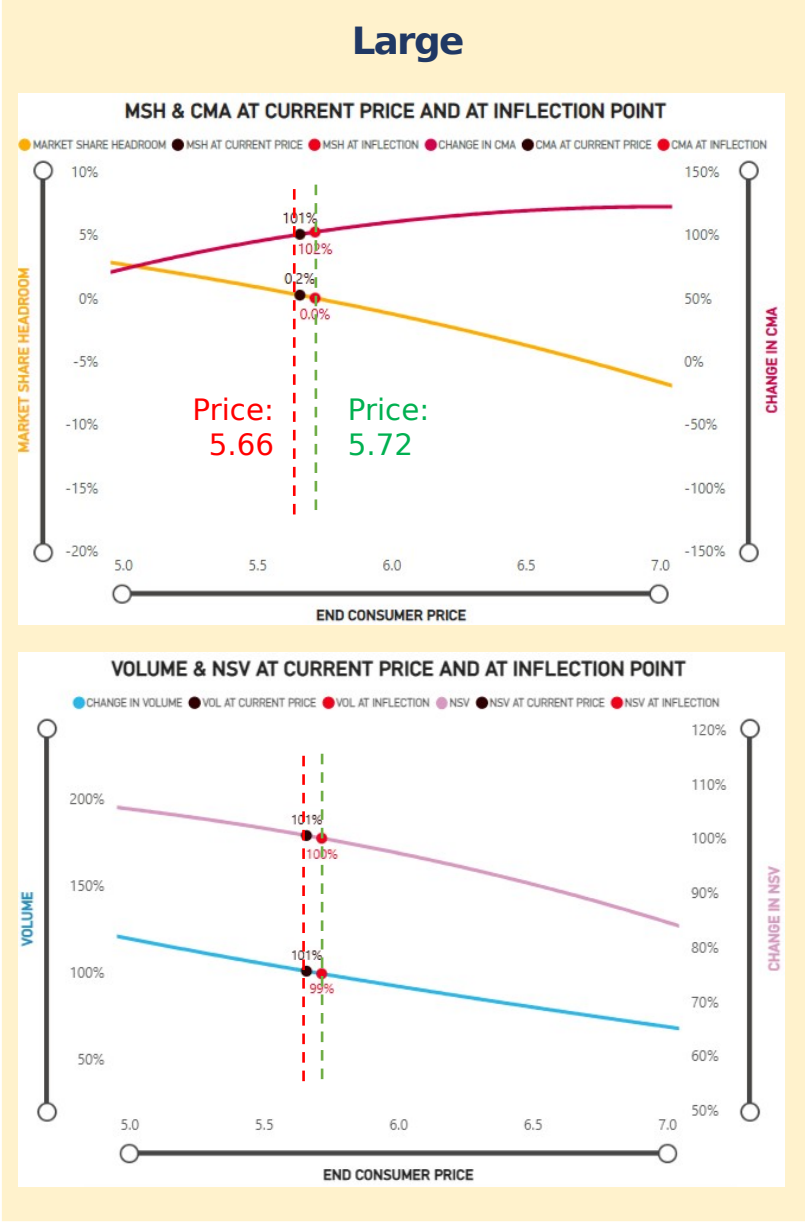 Large
MSH & CMA AT CURRENT PRICE AND AT INFLECTION POINT
MARKET SHARE HEADROOM MSH AT CURRENT PRICE MSH AT INFLECTION CHANGE IN CMA CMA AT CURRENT PRICE CMA AT INFLECTION
10% 150%
101%
5% 100%
102%
0.2%
0% 50%
0.0%
-5% 0%
MARKET SHARE HEADROOM
CHANGE IN CMA
Price: Price:
5.66 5.72
-10% -50%
-15% -100%
-20% -150%
5.0 5.5 6.0 6.5 7.0
END CONSUMER PRICE
VOLUME & NSV AT CURRENT PRICE AND AT INFLECTION POINT
CHANGE IN VOLUME VOL AT CURRENT PRICE VOL AT INFLECTION NSV NSV AT CURRENT PRICE NSV AT INFLECTION
120%
110%
200%
101%
100%
100%
150% 90%
VOLUME
CHANGE IN NSV
101% 80%
100%
99%
70%
50% 60%
50%
5.0 5.5 6.0 6.5 7.0
END CONSUMER PRICE